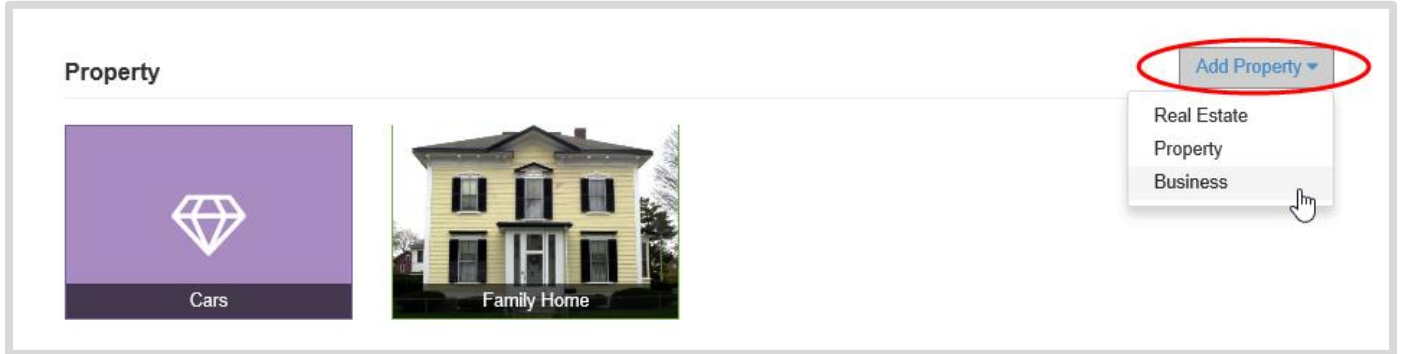 Property
Add Property
Real Estate
Property
Business
Cars
Family Home